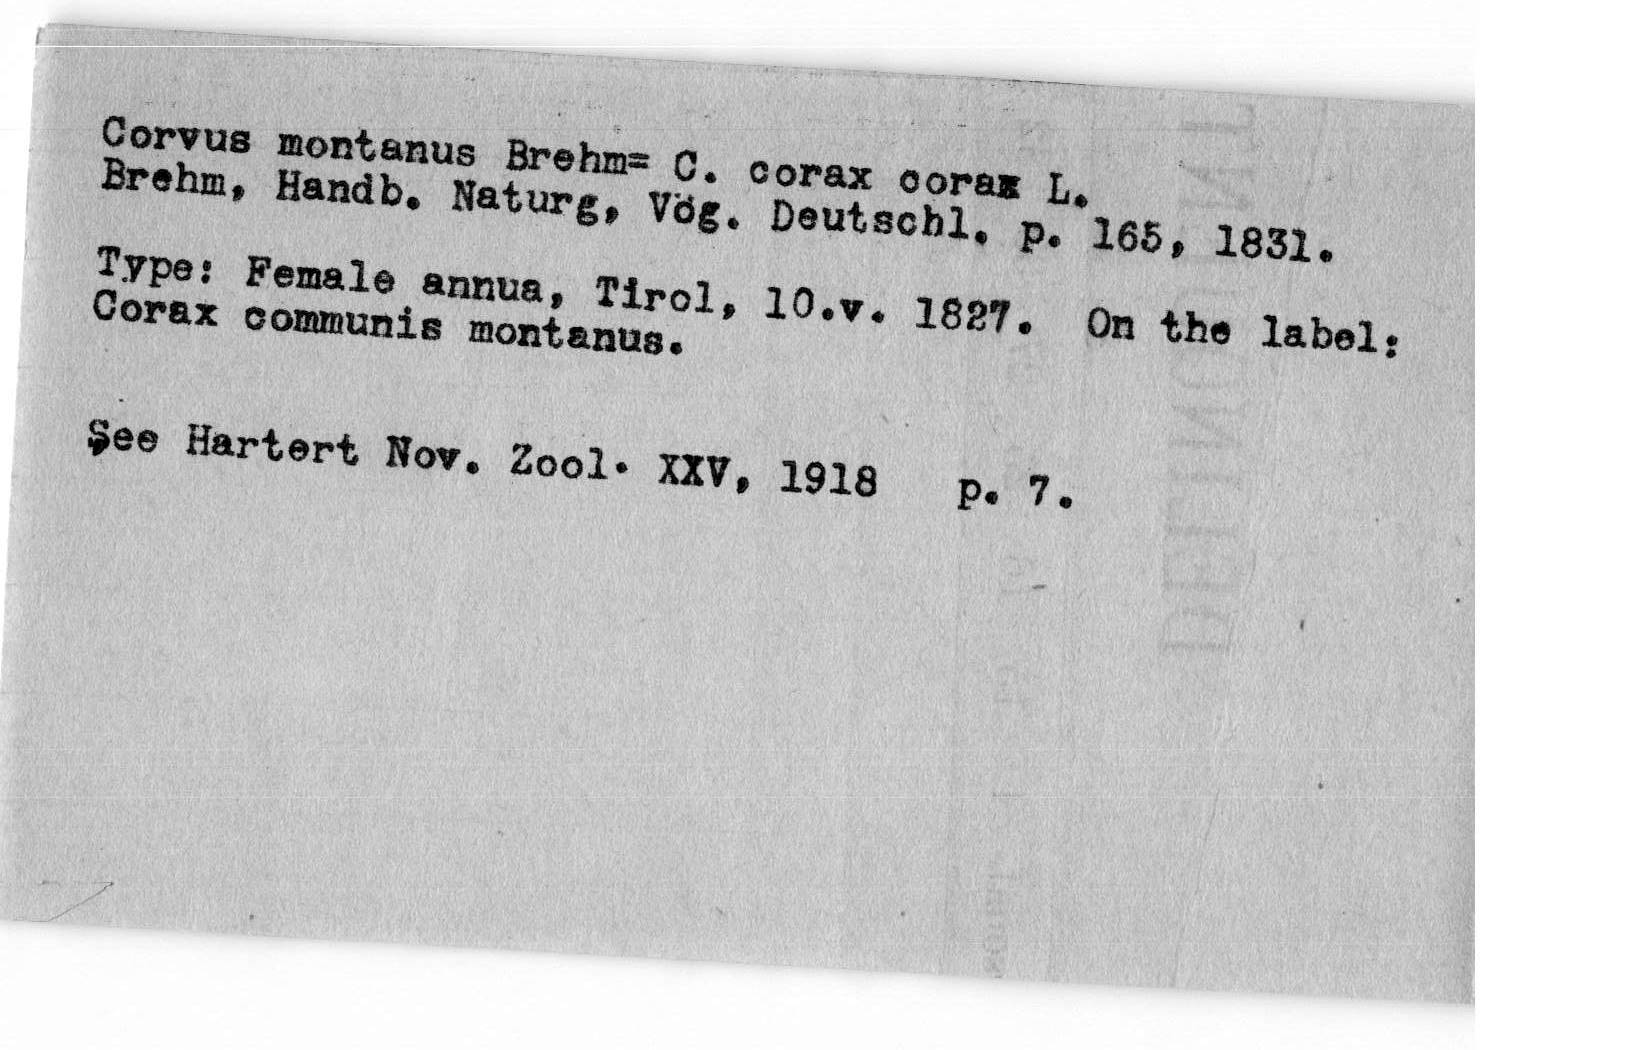 Corvus montanus Brehm= C. corax corax L.
Brehm, Handb. Naturg, Vög. Deutschl. p. 165, 1831.
Type: Female annua, Tirol, 10.v. 1827. On the label:
Corax communis montanus.
See Hartert Nov. Zool. XXV, 1918 p. 7.